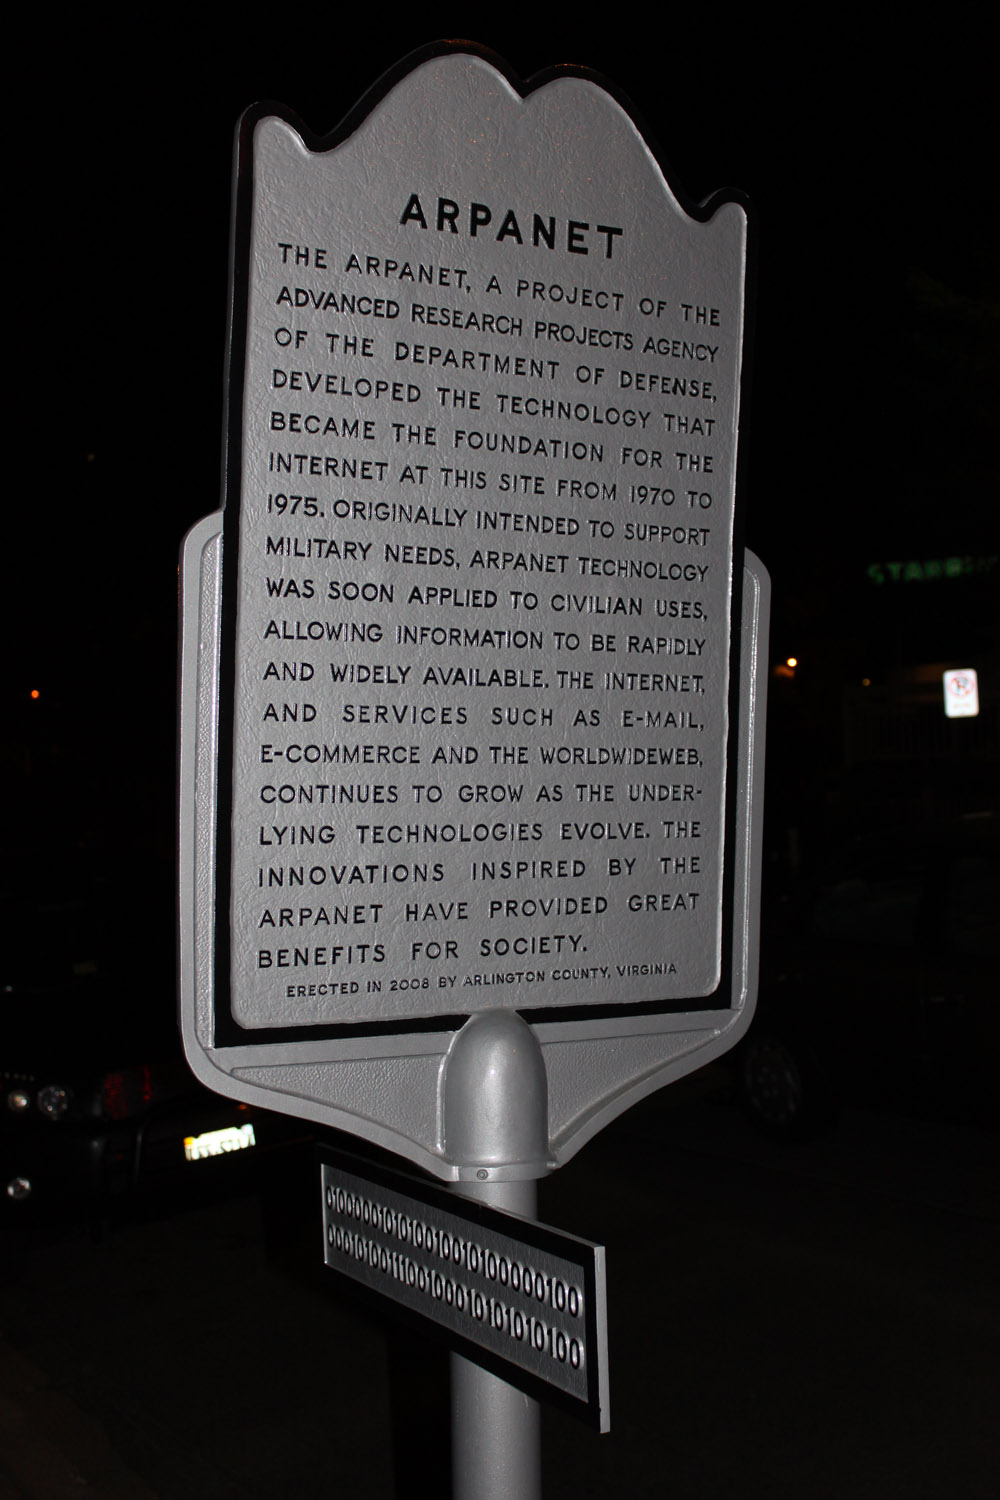 ARPANET
THE ARPANET, A PROJECT OF THE
ADVANCED RESEARCH PROJECTS AGENCY
OF THE DEPARTMENT OF DEFENSE,
DEVELOPED THE TECHNOLOGY THAT
BECAME THE FOUNDATION FOR THE
INTERNET AT THIS SITE FROM 1970 TO
1975. ORIGINALLY INTENDED TO SUPPORT
MILITARY NEEDS, ARPANET TECHNOLOGY
WAS SOON APPLIED TO CIVILIAN USES,
ALLOWING INFORMATION TO BE RAPIDLY
AND WIDELY AVAILABLE. THE INTERNET,
AND SERVICES SUCH AS E-MAIL,
E-COMMERCE AND THE WORLDWIDEWEB,
CONTINUES TO GROW AS THE UNDER-
LYING TECHNOLOGIES EVOLVE. THE
INNOVATIONS INSPIRED BY THE
ARPANET HAVE PROVIDED GREAT
BENEFITS FOR SOCIETY.
ERECTED IN 2008 BY ARLINGTON COUNTY, VIRGINIA
0100000101010010010100000100
0001010011100100010101010100